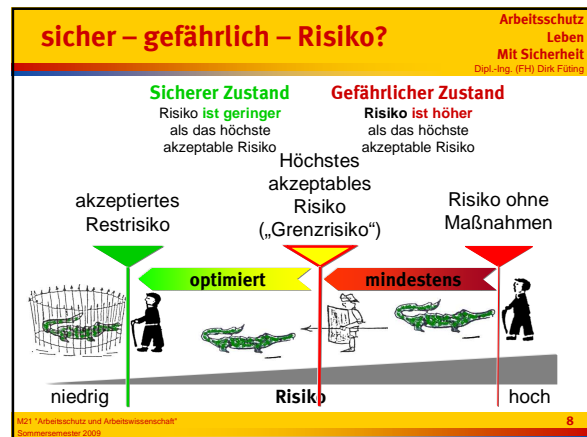 sicher – gefährlich – Risiko?
Arbeitsschutz
Leben
Mit Sicherheit
Dipl.-Ing. (FH) Dirk Füting
Sicherer Zustand
Risiko ist geringer
als das höchste
akzeptable Risiko
Gefährlicher Zustand
Risiko ist höher
als das höchste
akzeptable Risiko
akzeptiertes
Restrisiko
Höchstes
akzeptables
Risiko
(„Grenzrisiko“)
Risiko ohne
Maßnahmen
optimiert
mindestens
niedrig
Risiko
hoch
M21 "Arbeitsschutz und Arbeitswissenschaft"
Sommersemester 2009
8